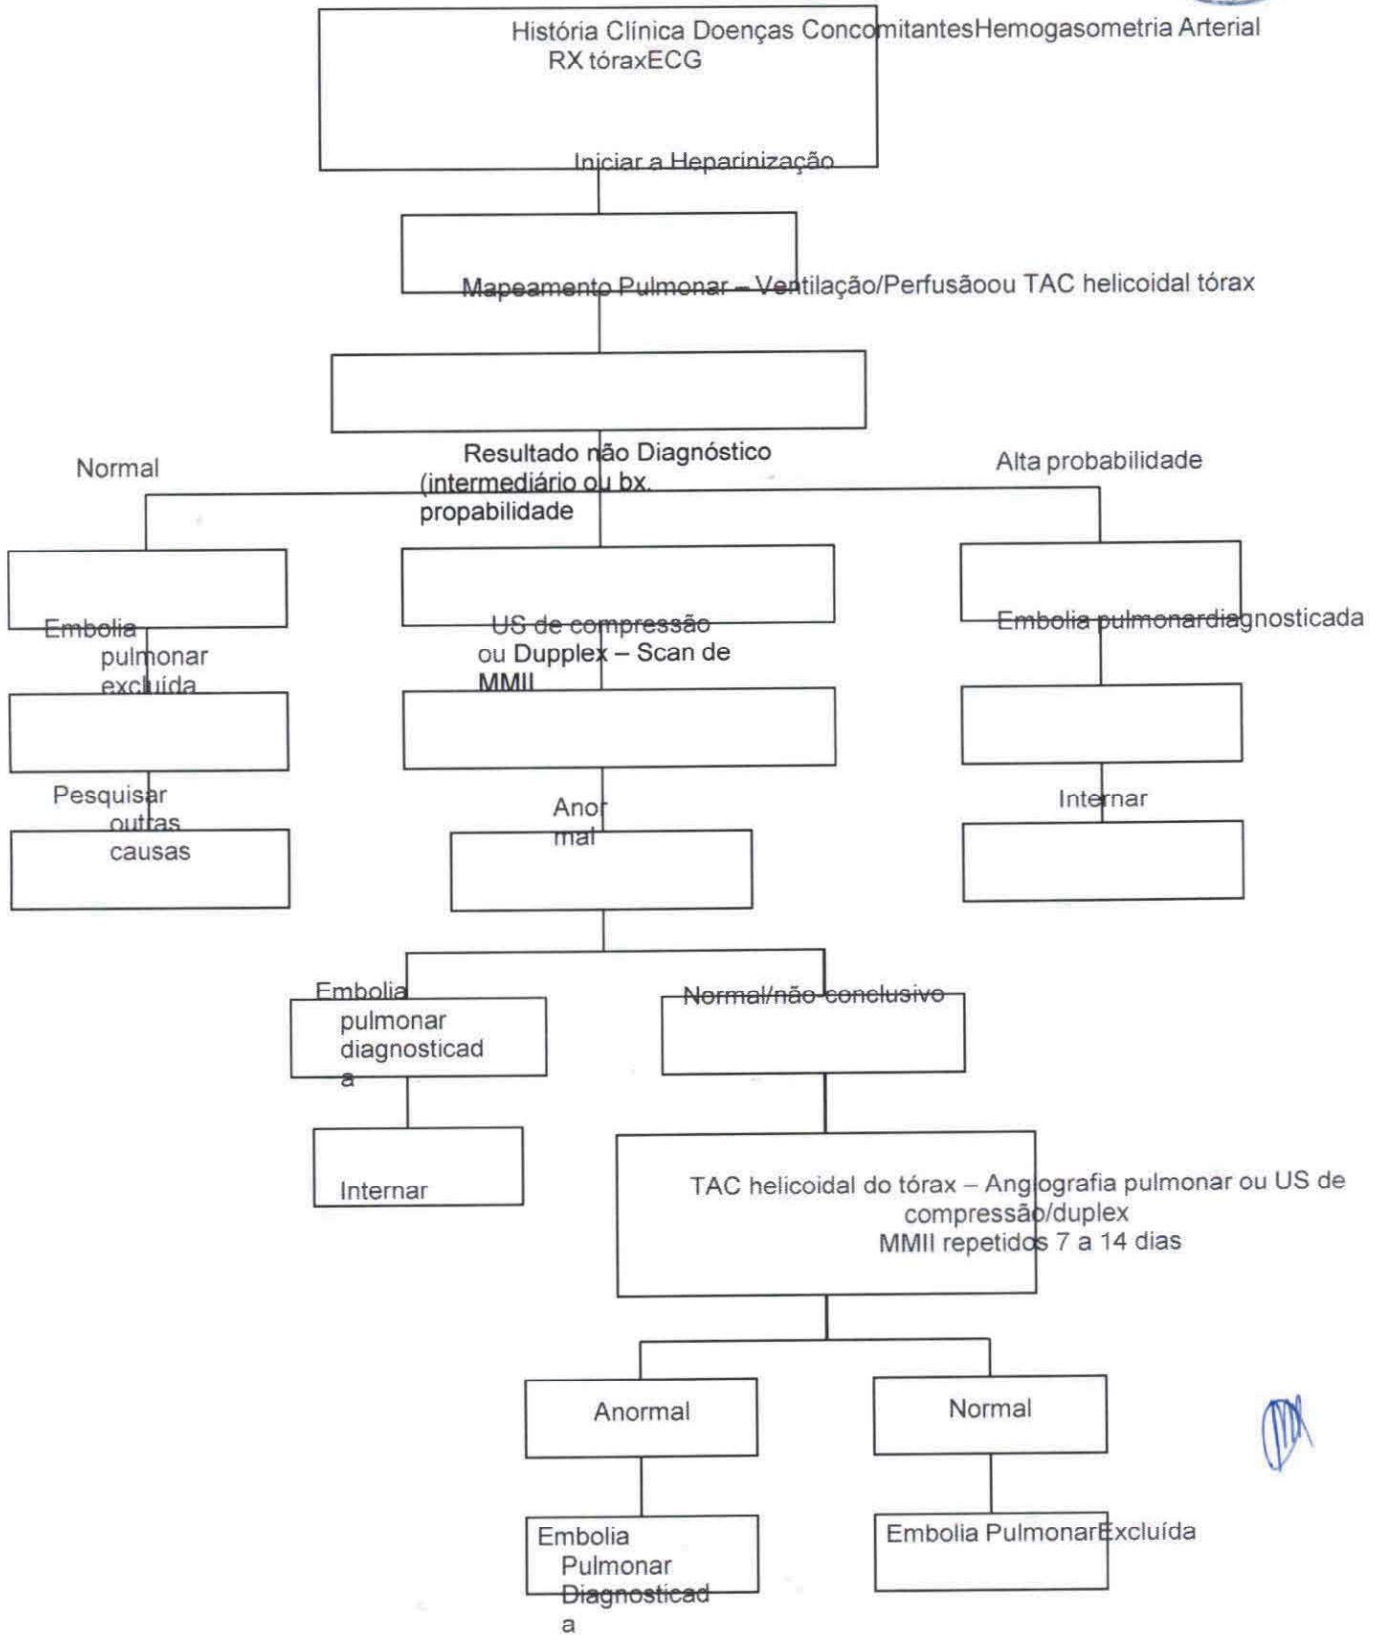 História Clínica Doenças ConcomitantesHemogasometria Arterial
RX tóraxECG
Iniciar a Heparinização
Mapeamento Pulmonar – Ventilação/Perfusãoou TAC helicoidal tórax
Normal
Resultado não Diagnóstico
(intermediário ou bx.
propabilidade
Alta probabilidade
Embolia
pulmonar
excluída
US de compressão
ou Dupplex – Scan de
MMII
Embolia pulmonardiagnosticada
Pesquisar
outras
causas
Anor
mal
Internar
Embolia
pulmonar
diagnosticad
a
Normal/não-conclusivo
Internar
TAC helicoidal do tórax – Angiografia pulmonar ou US de
compressão/duplex
MMII repetidos 7 a 14 dias
Anormal
Normal
Embolia
Pulmonar
Diagnosticad
a
Embolia PulmonarExcluída